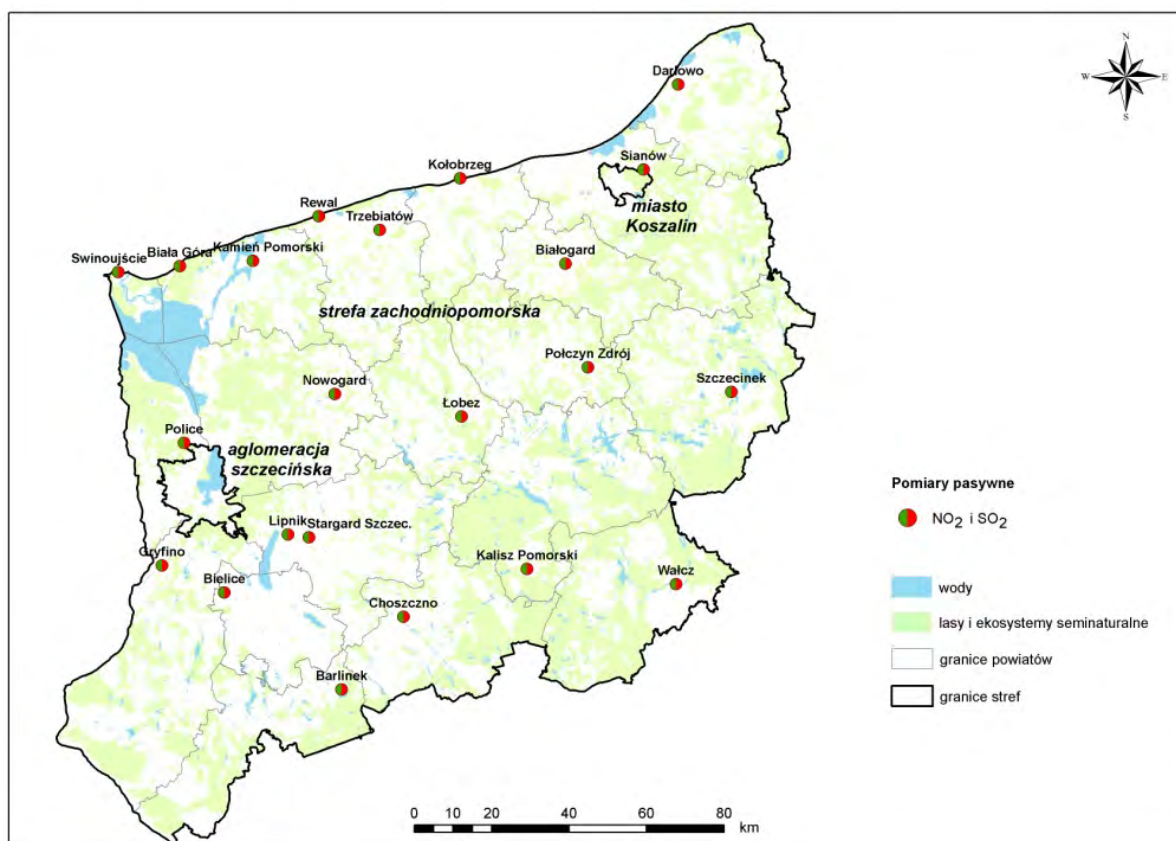 N
W
E
S
Darłowo
Sianów
Kołobrzeg
miasto
Koszalin
Rewal
Trzebiatów
Białogard
Kamień Pomorski
Biała Góra
Swinoujście
strefa zachodniopomorska
Połczyn Zdrój
Szczecinek
Nowogard
Łobez
Police
aglomeracja
szczecińska
Lipnik
Stargard Szczec.
Gryfino
Bielice
Kalisz Pomorski
Wałcz
Choszczno
Barlinek
Pomiary pasywne
NO2 i SO2
wody
lasy i ekosystemy seminaturalne
granice powiatów
granice stref
0 10 20 40 60 80
km